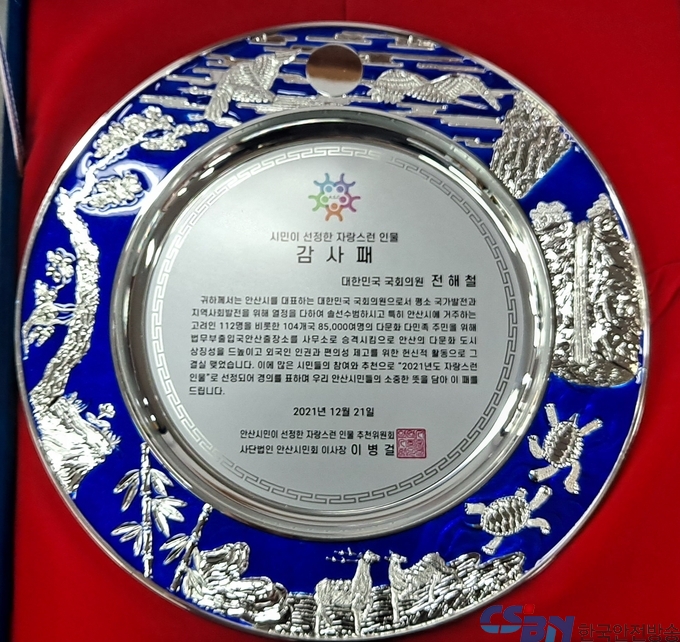 시민이 선정한 자랑스런 인물
감 사 패
대한민국 국회의원 전 해 철
귀하께서는 안산시를 대표하는 대한민국 국회의원으로서 평소 국가발전과
지역사회발전을 위해 열정을 다하여 솔선수범하시고 특히 안산시에 거주하는
고려인 112명을 비롯한 104개국 85,000여명의 다문화 다민족 주민을 위해
법무부출입국안산출장소를 사무소로 승격시킴으로 안산의 다문화 도시
상징성을 드높이고 외국인 인권과 편의성 제고를 위한 헌신적 활동으로 그
결실 맺었습니다. 이에 많은 시민들의 참여와 추천으로 "2021년도 자랑스런
인물"로 선정되어 경의를 표하며 우리 안산시민들의 소중한 뜻을 담아 이 패를
드립니다.
2021년 12월 21일
안산시민이 선정한 자랑스런 인물 추천위원회
사단법인 안산시민회 이사장 이 병 걸
CSBN 한국안전방송